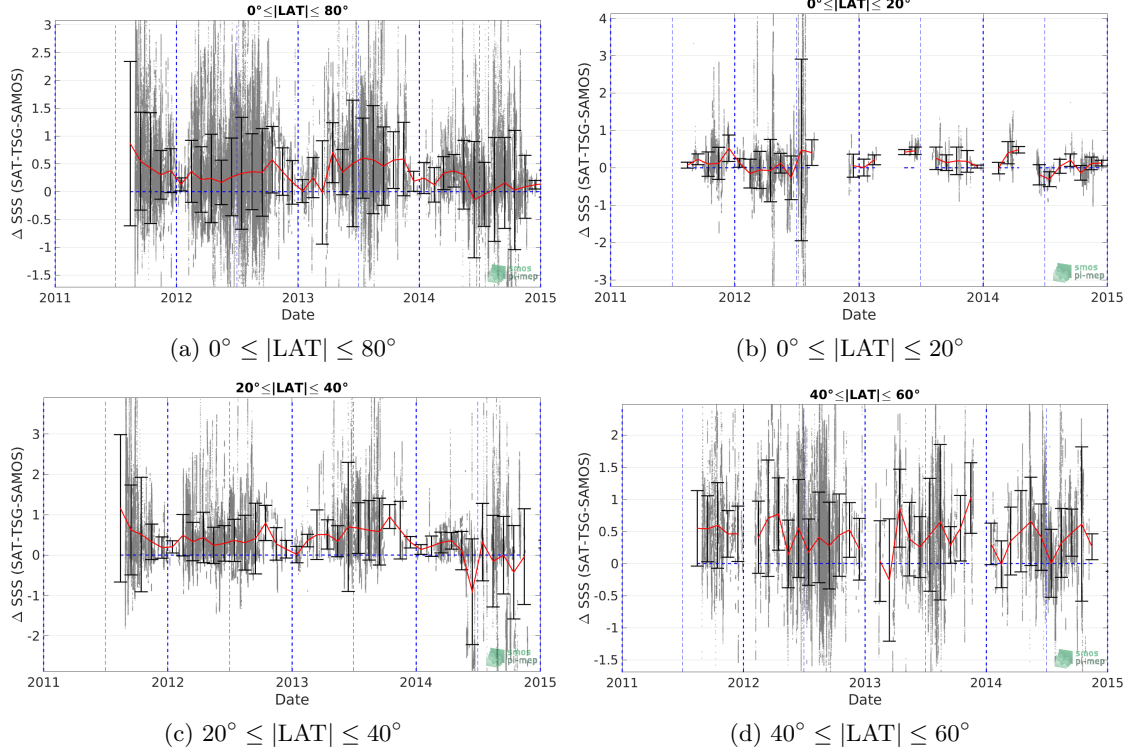 0°≤|LAT|≤ 80°
Δ SSS (SAT-TSG-SAMOS)
3
2.5
2
1.5
1
0.5
0
-0.5
-1
-1.5
2011
2012
2013
2014
2015
Date
smos
pi-mep
(a) 0° ≤ |LAT| ≤ 80°
0°≤|LAT|≤ 20°
Δ SSS (SAT-TSG-SAMOS)
4
3
2
1
0
-1
-2
-3
2011
2012
2013
2014
2015
Date
smos
pi-mep
(b) 0° ≤ |LAT| ≤ 20°
20°≤|LAT|≤ 40°
Δ SSS (SAT-TSG-SAMOS)
3
2
1
0
-1
-2
2011
2012
2013
2014
2015
Date
smos
pi-mep
(c) 20° ≤ |LAT| ≤ 40°
40°≤|LAT|≤ 60°
Δ SSS (SAT-TSG-SAMOS)
2
1.5
1
0.5
0
-0.5
-1
-1.5
2011
2012
2013
2014
2015
Date
smos
pi-mep
(d) 40° ≤ |LAT| ≤ 60°